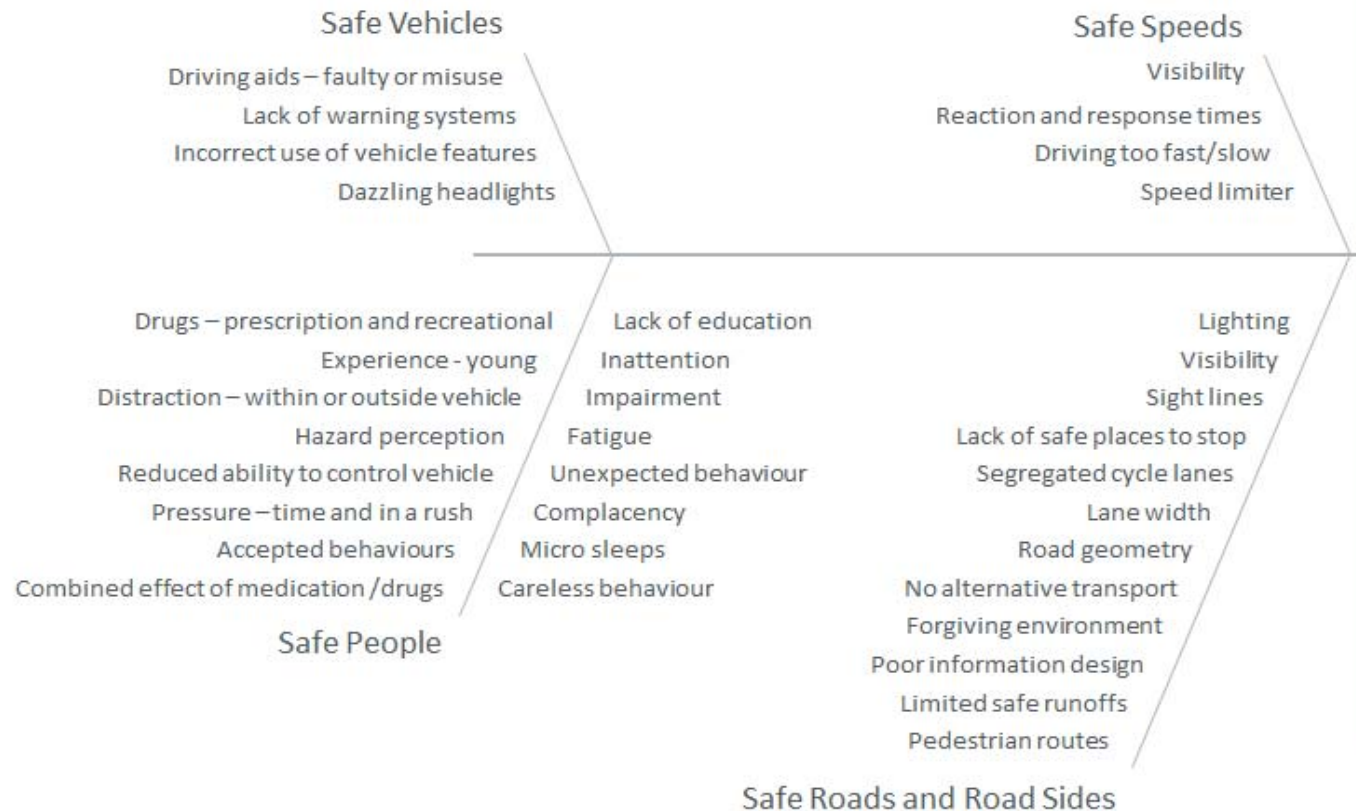 Safe Vehicles
Driving aids – faulty or misuse
Lack of warning systems
Incorrect use of vehicle features
Dazzling headlights
Safe Speeds
Visibility
Reaction and response times
Driving too fast/slow
Speed limiter
Drugs – prescription and recreational
Experience - young
Distraction – within or outside vehicle
Hazard perception
Reduced ability to control vehicle
Pressure – time and in a rush
Accepted behaviours
Combined effect of medication /drugs
Lack of education
Inattention
Impairment
Fatigue
Unexpected behaviour
Complacency
Micro sleeps
Careless behaviour
Safe People
Lighting
Visibility
Sight lines
Lack of safe places to stop
Segregated cycle lanes
Lane width
Road geometry
No alternative transport
Forgiving environment
Poor information design
Limited safe runoffs
Pedestrian routes
Safe Roads and Road Sides